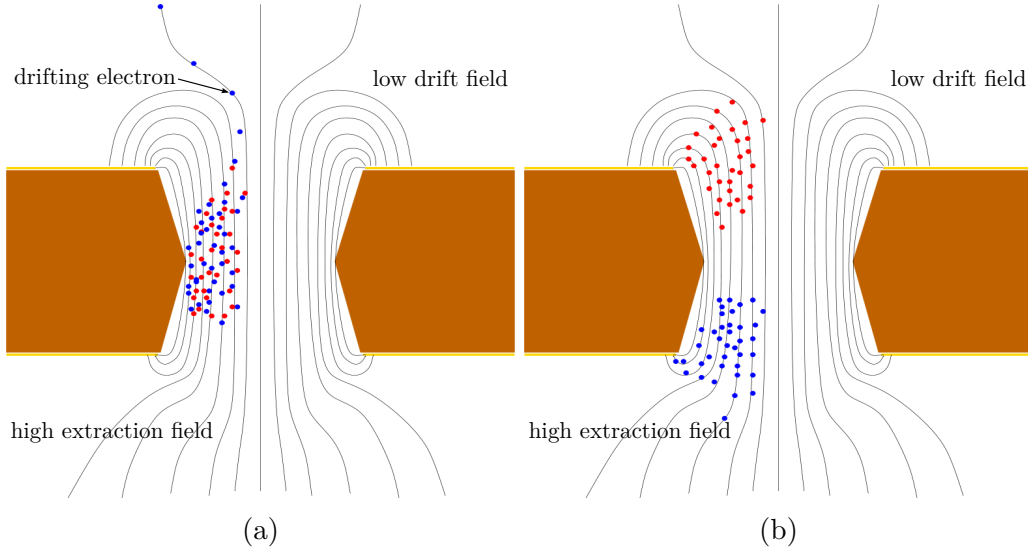 drifting electron
low drift field
high extraction field
(a)
low drift field
high extraction field
(b)